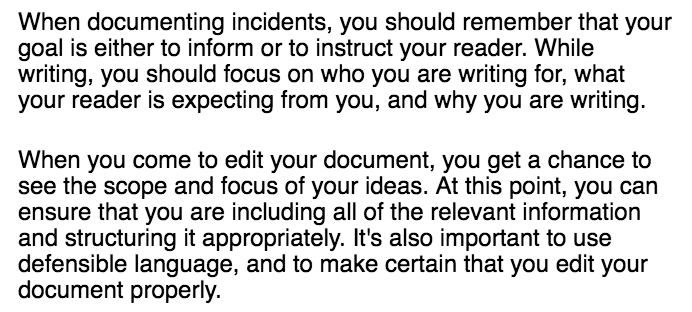 When documenting incidents, you should remember that your
goal is either to inform or to instruct your reader. While
writing, you should focus on who you are writing for, what
your reader is expecting from you, and why you are writing.
When you come to edit your document, you get a chance to
see the scope and focus of your ideas. At this point, you can
ensure that you are including all of the relevant information
and structuring it appropriately. It's also important to use
defensible language, and to make certain that you edit your
document properly.